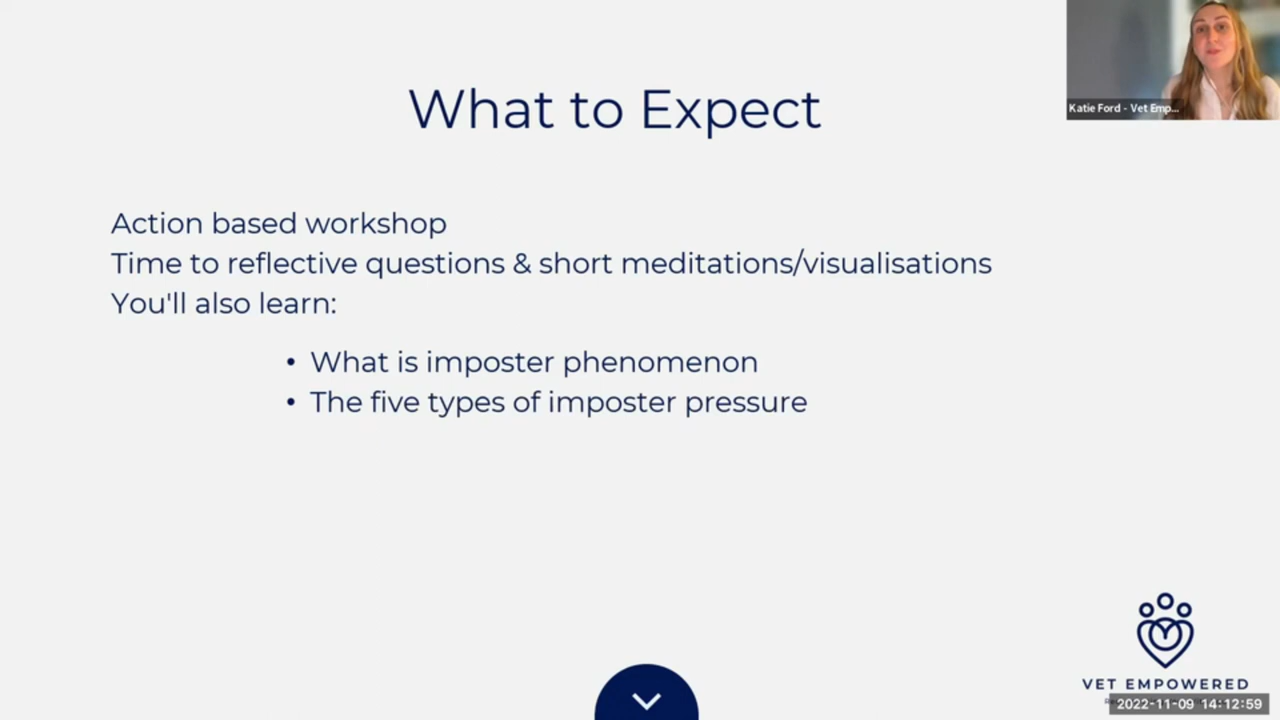 What to Expect
Katie Ford - Vet Emp...
Action based workshop
Time to reflective questions & short meditations/visualisations
You'll also learn:
• What is imposter phenomenon
• The five types of imposter pressure
VET EMPOWERED
2022-11-09 14:12:59